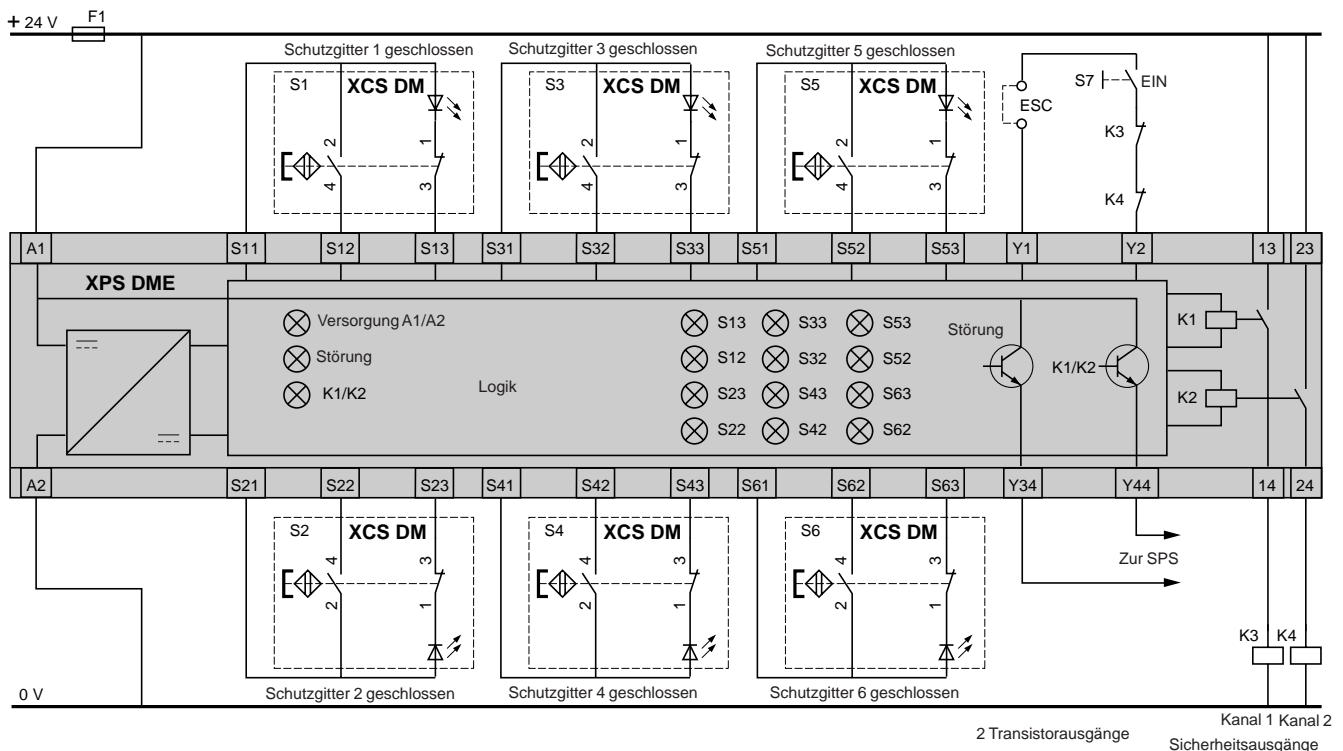 + 24 V F1
Schutzgitter 1 geschlossen Schutzgitter 3 geschlossen Schutzgitter 5 geschlossen
S1 XCS DM S3 XCS DM S5 XCS DM S7 EIN
ESC
2 1 2 1 2 1 K3
4 3 4 3 4 3 K4
A1 S11 S12 S13 S31 S32 S33 S51 S52 S53 Y1 Y2 13 23
XPS DME
Versorgung A1/A2 S13 S33 S53 Störung K1
Störung S12 S32 S52 K1/K2
Logik
K1/K2 S23 S43 S63 K2
S22 S42 S62
A2 S21 S22 S23 S41 S42 S43 S61 S62 S63 Y34 Y44 14 24
S2 XCS DM S4 XCS DM S6 XCS DM
4 3 4 3 4 3 Zur SPS
2 1 2 1 2 1
K3 K4
0 V Schutzgitter 2 geschlossen Schutzgitter 4 geschlossen Schutzgitter 6 geschlossen
Kanal 1 Kanal 2
2 Transistorausgänge
Sicherheitsausgänge